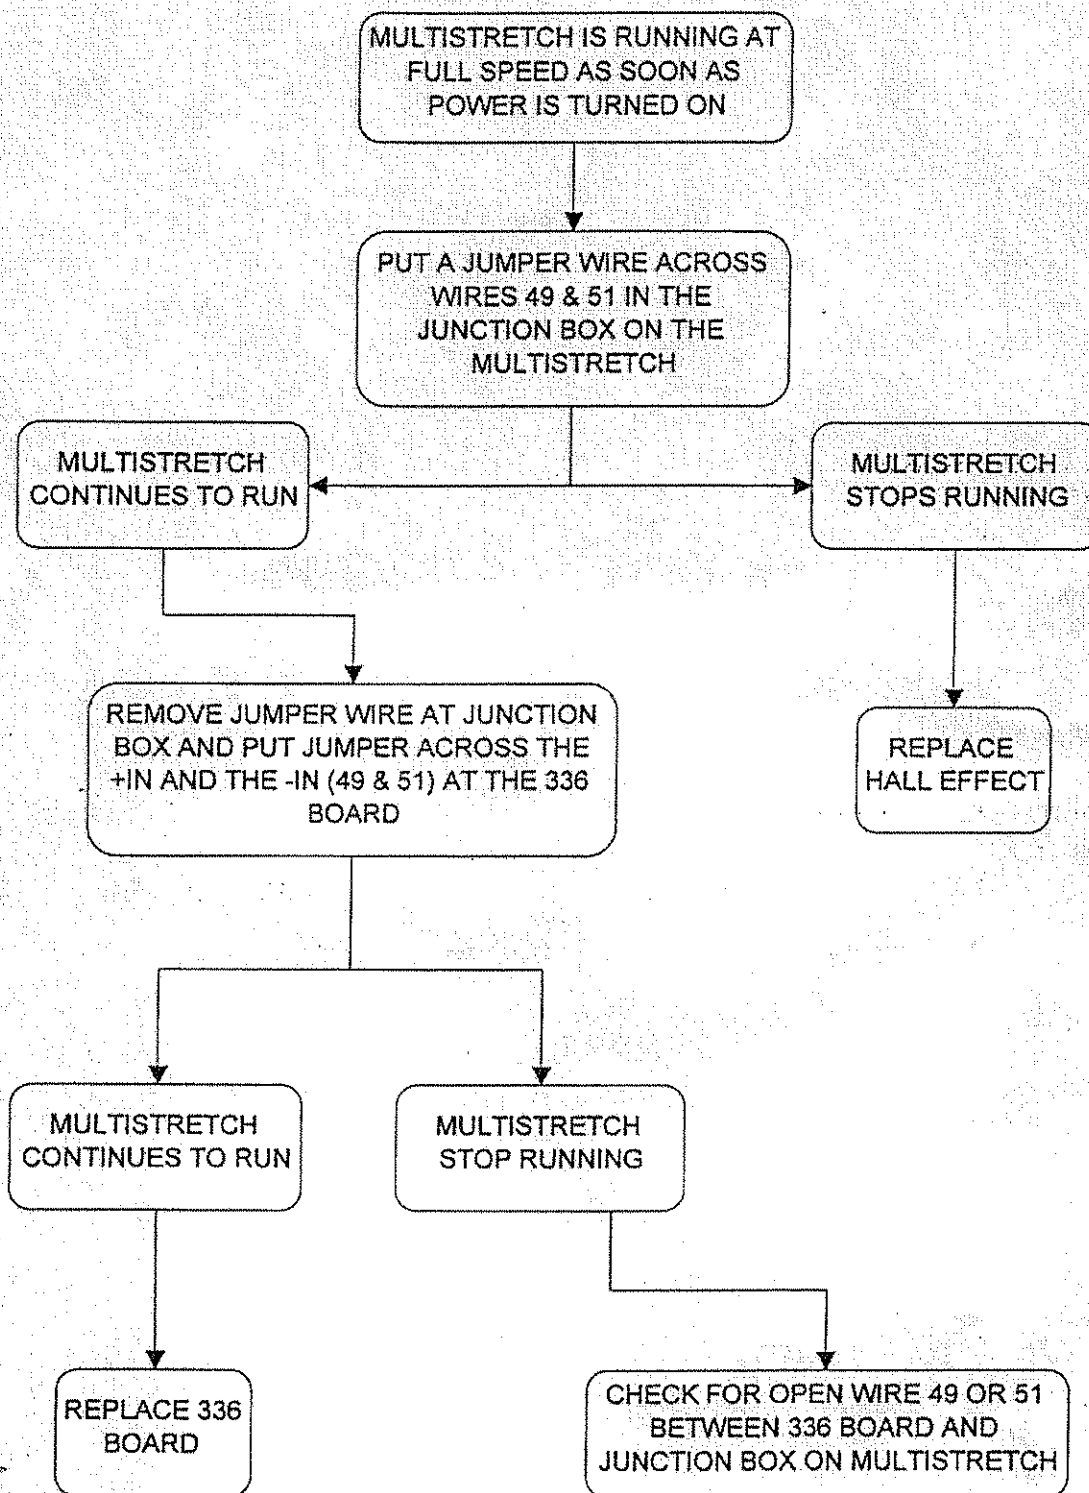 MULTISTRETCH IS RUNNING AT
FULL SPEED AS SOON AS
POWER IS TURNED ON
PUT A JUMPER WIRE ACROSS
WIRES 49 & 51 IN THE
JUNCTION BOX ON THE
MULTISTRETCH
MULTISTRETCH
CONTINUES TO RUN
MULTISTRETCH
STOPS RUNNING
REMOVE JUMPER WIRE AT JUNCTION
BOX AND PUT JUMPER ACROSS THE
+IN AND THE -IN (49 & 51) AT THE 336
BOARD
REPLACE
HALL EFFECT
MULTISTRETCH
CONTINUES TO RUN
MULTISTRETCH
STOP RUNNING
REPLACE 336
BOARD
CHECK FOR OPEN WIRE 49 OR 51
BETWEEN 336 BOARD AND
JUNCTION BOX ON MULTISTRETCH